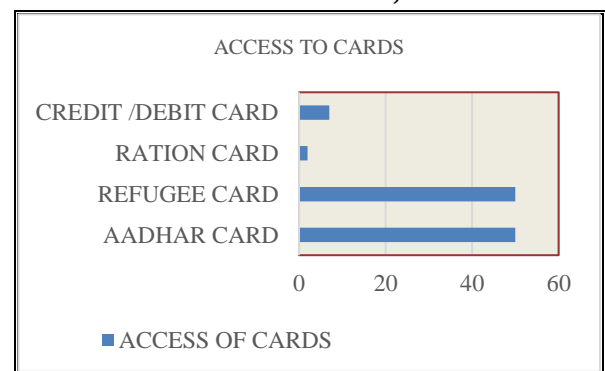 ACCESS TO CARDS
CREDIT /DEBIT CARD
RATION CARD
REFUGEE CARD
AADHAR CARD
0 20 40 60
ACCESS OF CARDS